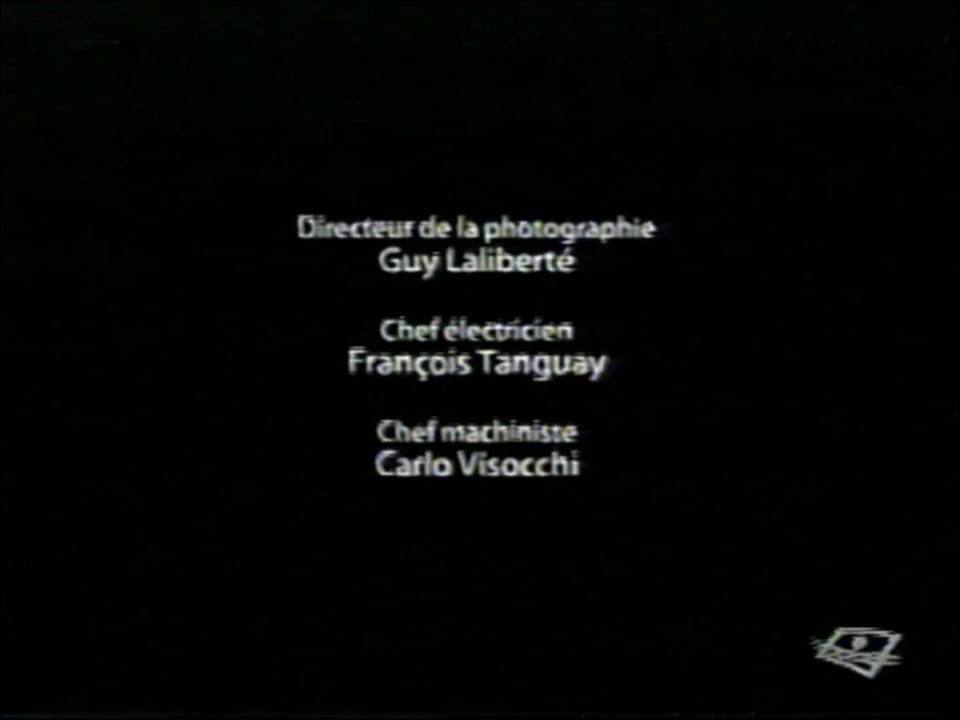 Directeur de la photographie
Guy Laliberté
Chef électricien
François Tanguay
Chef machiniste
Carlo Visocchi